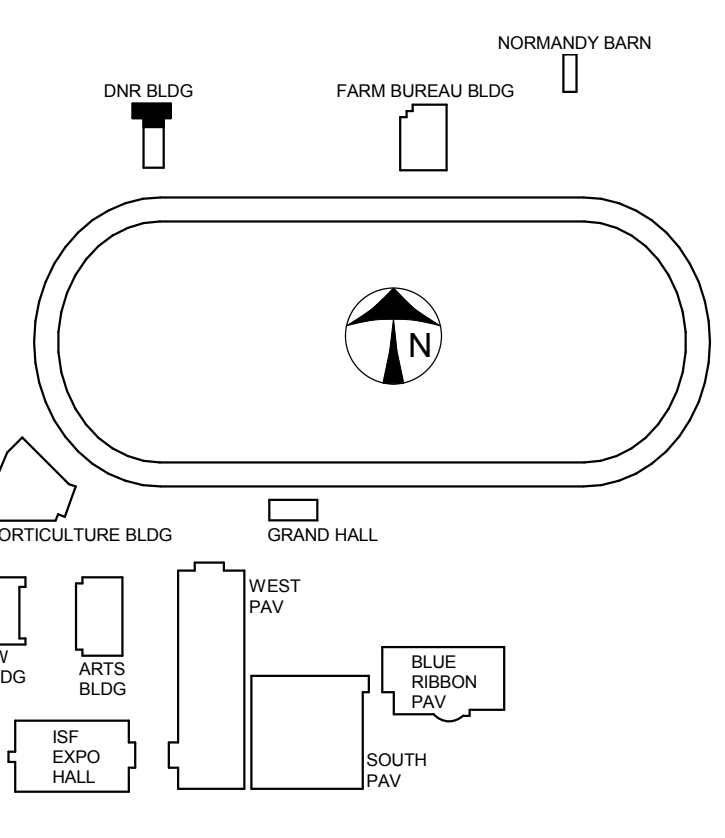 NORMANDY BARN
DNR BLDG
FARM BUREAU BLDG
N
ORTICULTURE BLDG
GRAND HALL
WEST
PAV
W
DG
ARTS
BLDG
BLUE
RIBBON
PAV
ISF
EXPO
HALL
SOUTH
PAV